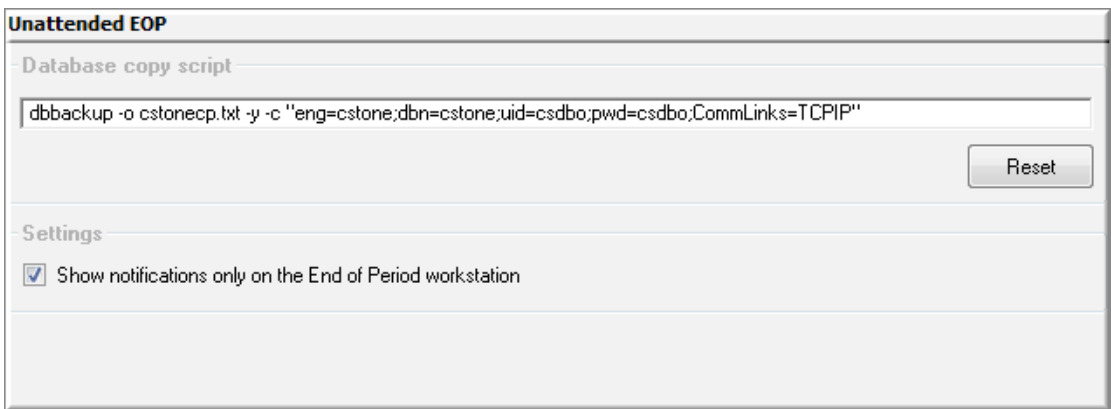 Unattended EOP
Database copy script
dbbackup -o cstonecp.txt -y -c "eng=cstone;dbn=cstone;uid=csdbo;pwd=csdbo;CommLinks=TCPIP"
Reset
Settings
Show notifications only on the End of Period workstation